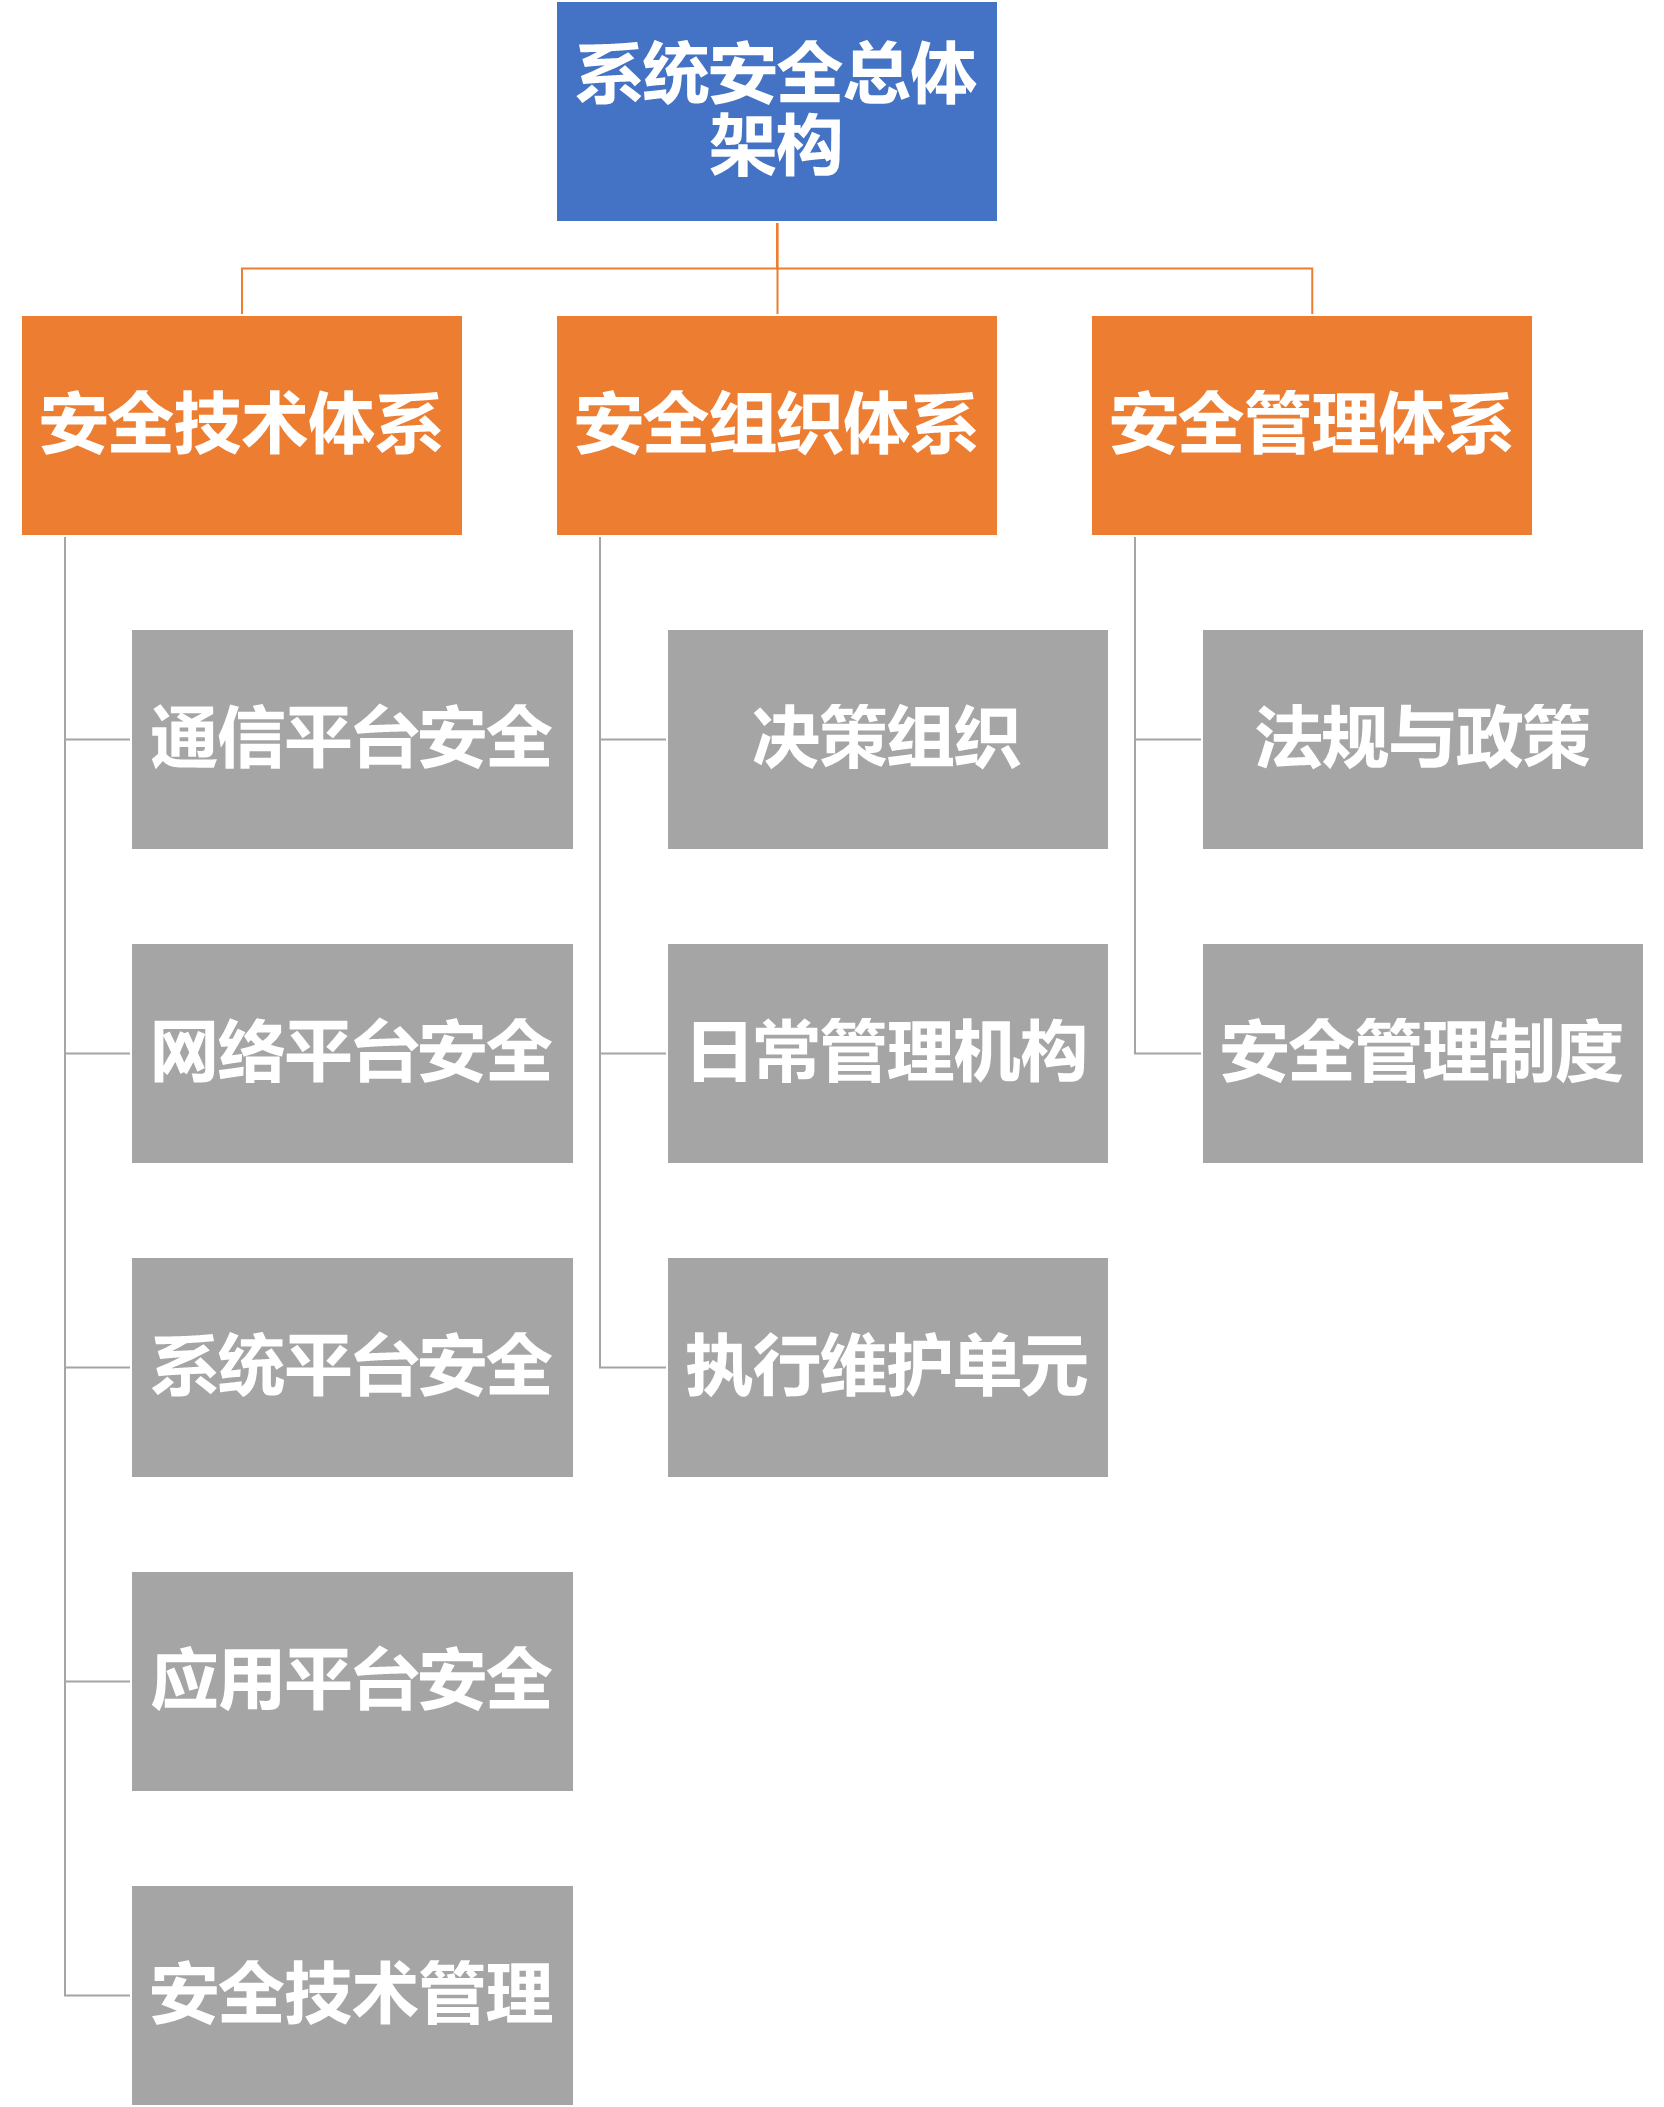 系统安全总体
架构
安全技术体系
安全组织体系
安全管理体系
通信平台安全
决策组织
法规与政策
网络平台安全
日常管理机构
安全管理制度
系统平台安全
执行维护单元
应用平台安全
安全技术管理